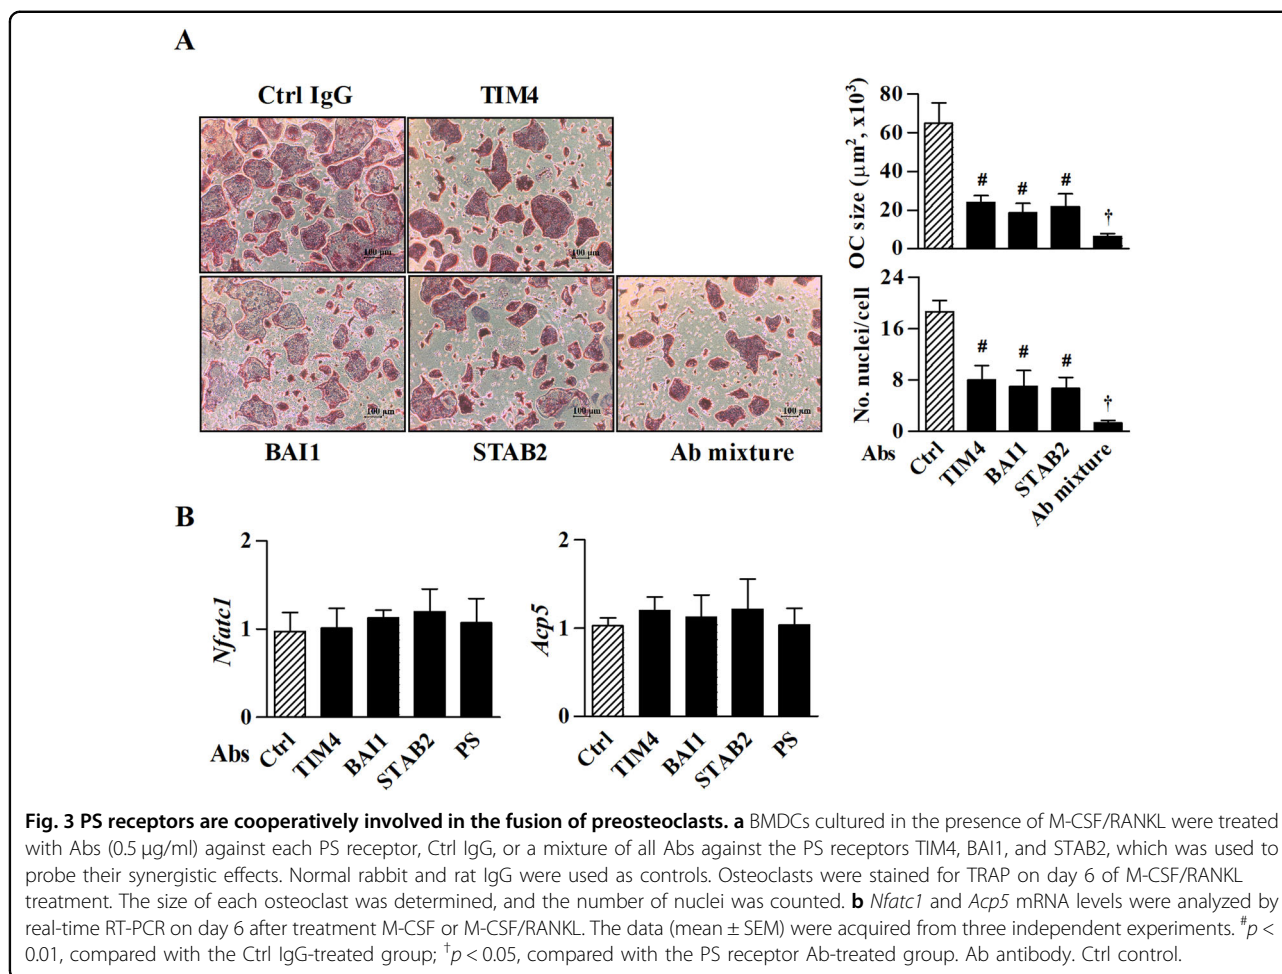 A
Ctrl IgG
TIM4
100 µm
100 µm
100 µm
100 µm
100 µm
BAI1
STAB2
Ab mixture
OC size (µm², x10³)
80
60
40
20
0
#
#
#
†
No. nuclei/cell
24
16
8
0
#
#
#
†
Abs
Ctrl
TIM4
BAI1
STAB2
Ab mixture
B
Nfatc1
2
1
0
Abs
Ctrl
TIM4
BAI1
STAB2
PS
Acp5
2
1
0
Ctrl
TIM4
BAI1
STAB2
PS
Fig. 3 PS receptors are cooperatively involved in the fusion of preosteoclasts. a BMDCs cultured in the presence of M-CSF/RANKL were treated
with Abs (0.5 µg/ml) against each PS receptor, Ctrl IgG, or a mixture of all Abs against the PS receptors TIM4, BAI1, and STAB2, which was used to
probe their synergistic effects. Normal rabbit and rat IgG were used as controls. Osteoclasts were stained for TRAP on day 6 of M-CSF/RANKL
treatment. The size of each osteoclast was determined, and the number of nuclei was counted. b Nfatc1 and Acp5 mRNA levels were analyzed by
real-time RT-PCR on day 6 after treatment M-CSF or M-CSF/RANKL. The data (mean ± SEM) were acquired from three independent experiments. #p <
0.01, compared with the Ctrl IgG-treated group; †p < 0.05, compared with the PS receptor Ab-treated group. Ab antibody. Ctrl control.